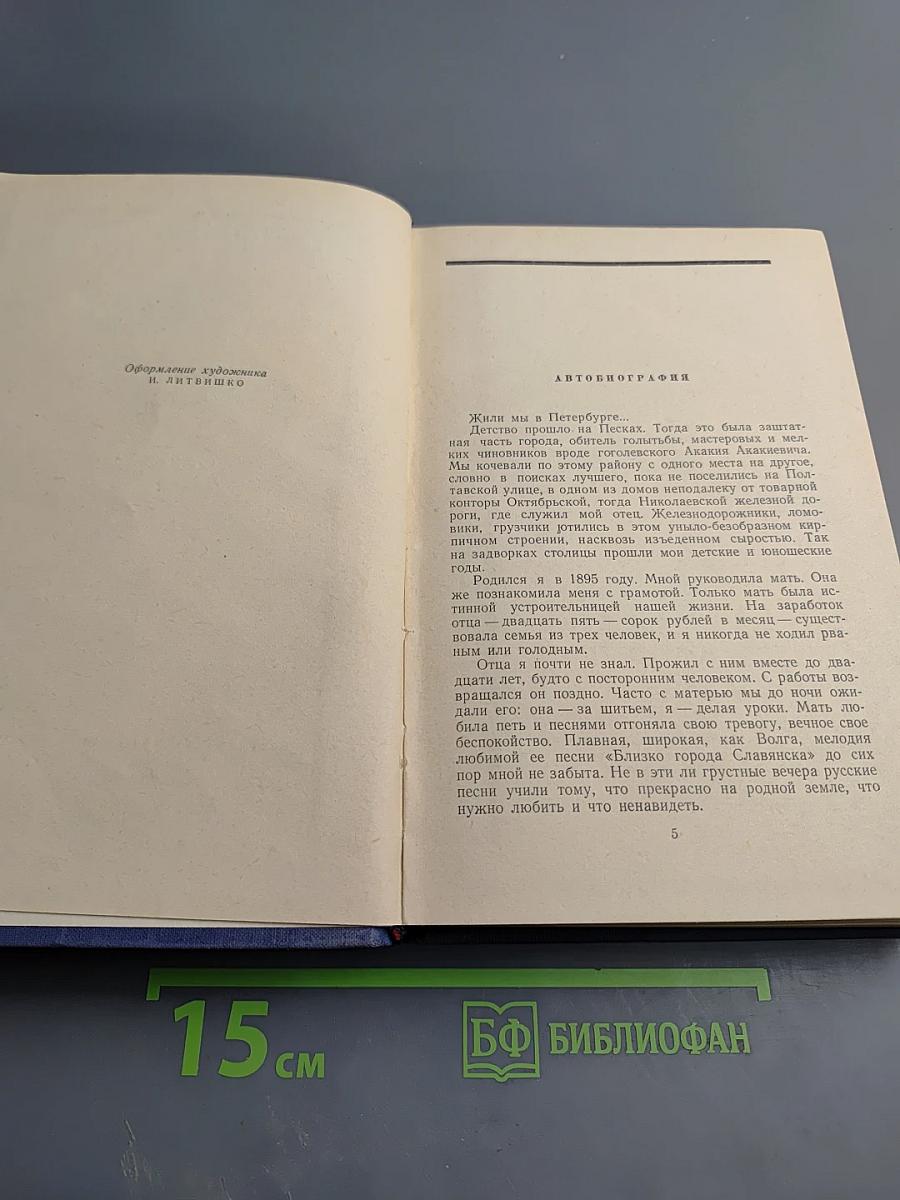 Оформление художника
И. ЛИТВИШКО
АВТОБИОГРАФИЯ
Жили мы в Петербурге...
Детство прошло на Песках. Тогда это была заштат-
ная часть города, обитель голытьбы, мастеровых и мел-
ких чиновников вроде гоголевского Акакия Акакиевича.
Мы кочевали по этому району с одного места на другое,
словно в поисках лучшего, пока не поселились на Пол-
тавской улице, в одном из домов неподалеку от товарной
конторы Октябрьской, тогда Николаевской железной до-
роги, где служил мой отец. Железнодорожники, ломо-
вики, грузчики ютились в этом уныло-безобразном кир-
пичном строении, насквозь изъеденном сыростью. Так
на задворках столицы прошли мои детские и юношеские
годы.
Родился я в 1895 году. Мной руководила мать. Она
же познакомила меня с грамотой. Только мать была ис-
тинной устроительницей нашей жизни. На заработок
отца — двадцать пять — сорок рублей в месяц — сущест-
вовала семья из трех человек, и я никогда не ходил рва-
ным или голодным.
Отца я почти не знал. Прожил с ним вместе до два-
дцати лет, будто с посторонним человеком. С работы воз-
вращался он поздно. Часто с матерью мы до ночи ожи-
дали его: она — за шитьем, я — делая уроки. Мать лю-
била петь и песнями отгоняла свою тревогу, вечное свое
беспокойство. Плавная, широкая, как Волга, мелодия
любимой ее песни «Близко города Славянска» до сих
пор мной не забыта. Не в эти ли грустные вечера русские
песни учили тому, что прекрасно на родной земле, что
нужно любить и что ненавидеть.
5
15 см
БФ БИБЛИОФАН